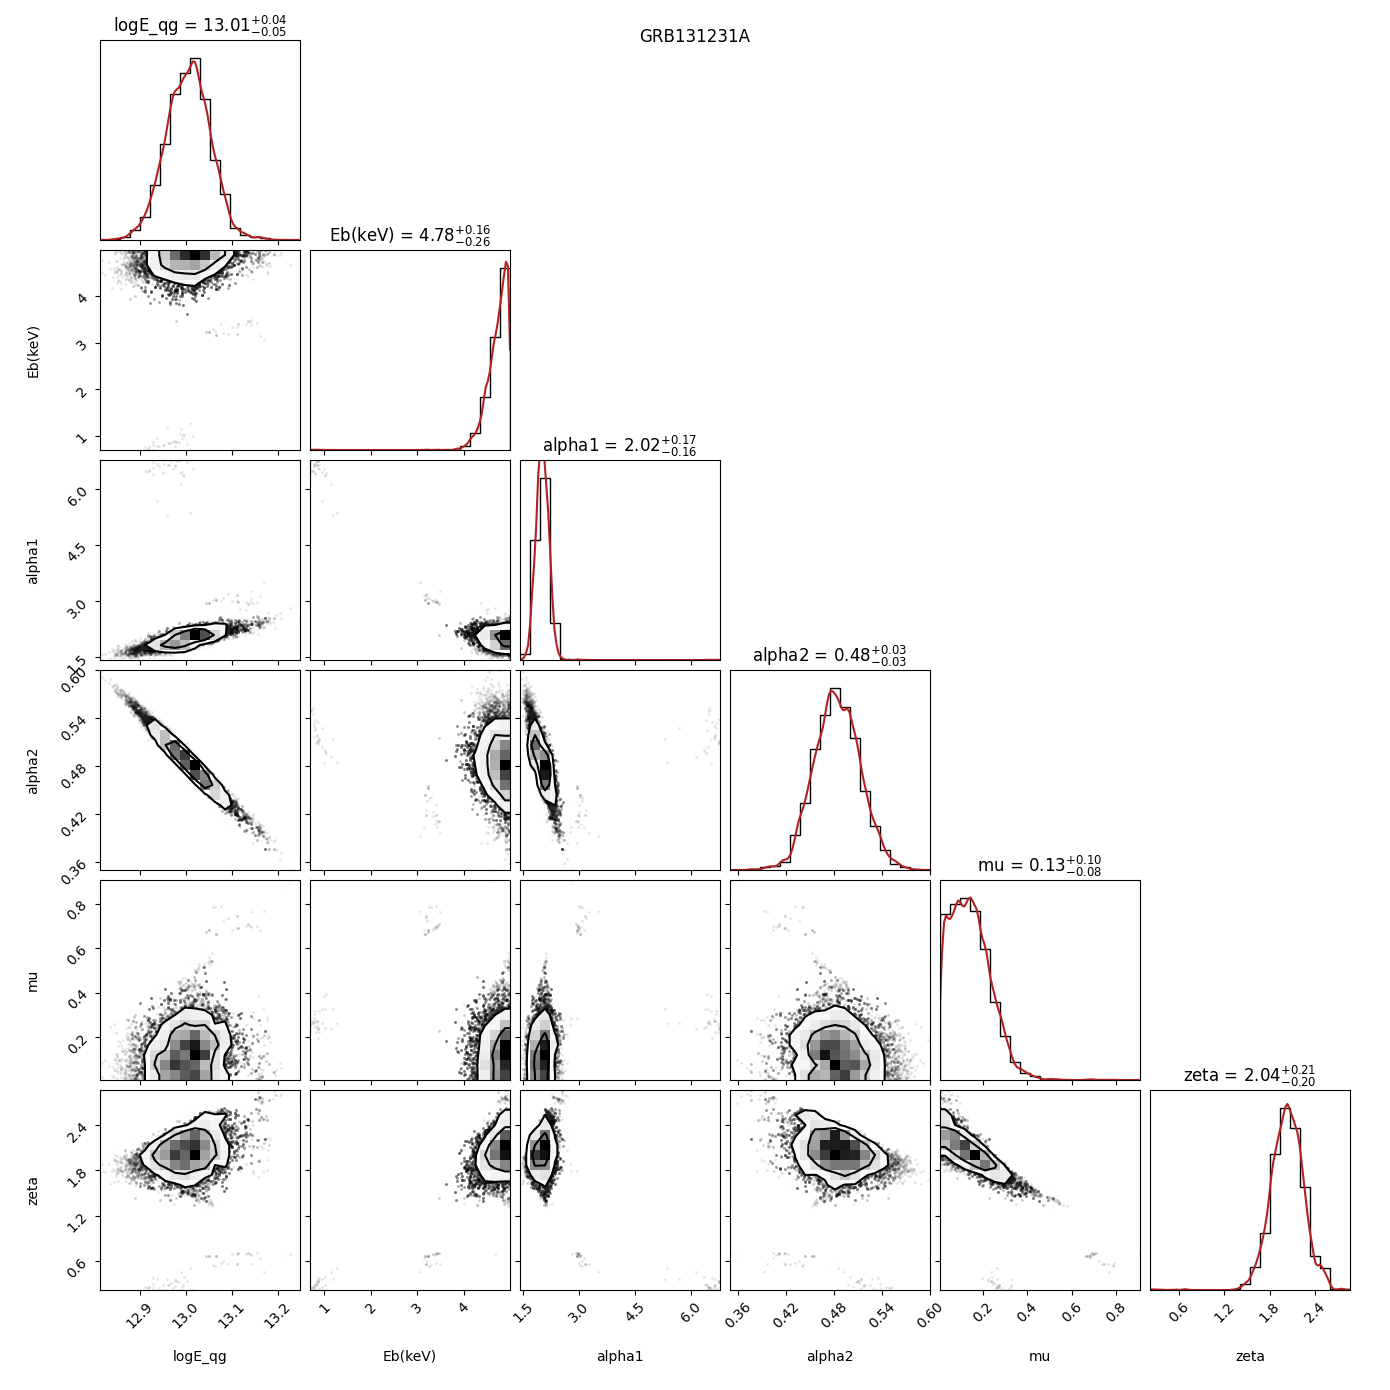 logE_qg = 13.01+0.04−0.05
GRB131231A
Eb(keV) = 4.78+0.16−0.26
4
3
2
1
Eb(keV)
alpha1 = 2.02+0.17−0.16
6.0
4.5
3.0
1.5
alpha1
alpha2 = 0.48+0.03−0.03
0.60
0.54
0.48
0.42
0.36
alpha2
mu = 0.13+0.10−0.08
0.8
0.6
0.4
0.2
mu
zeta = 2.04+0.21−0.20
2.4
1.8
1.2
0.6
zeta
12.9 13.0 13.1 13.2
1 2 3 4
1.5 3.0 4.5 6.0
0.36 0.42 0.48 0.54 0.60
0.2 0.4 0.6 0.8
0.6 1.2 1.8 2.4
logE_qg
Eb(keV)
alpha1
alpha2
mu
zeta